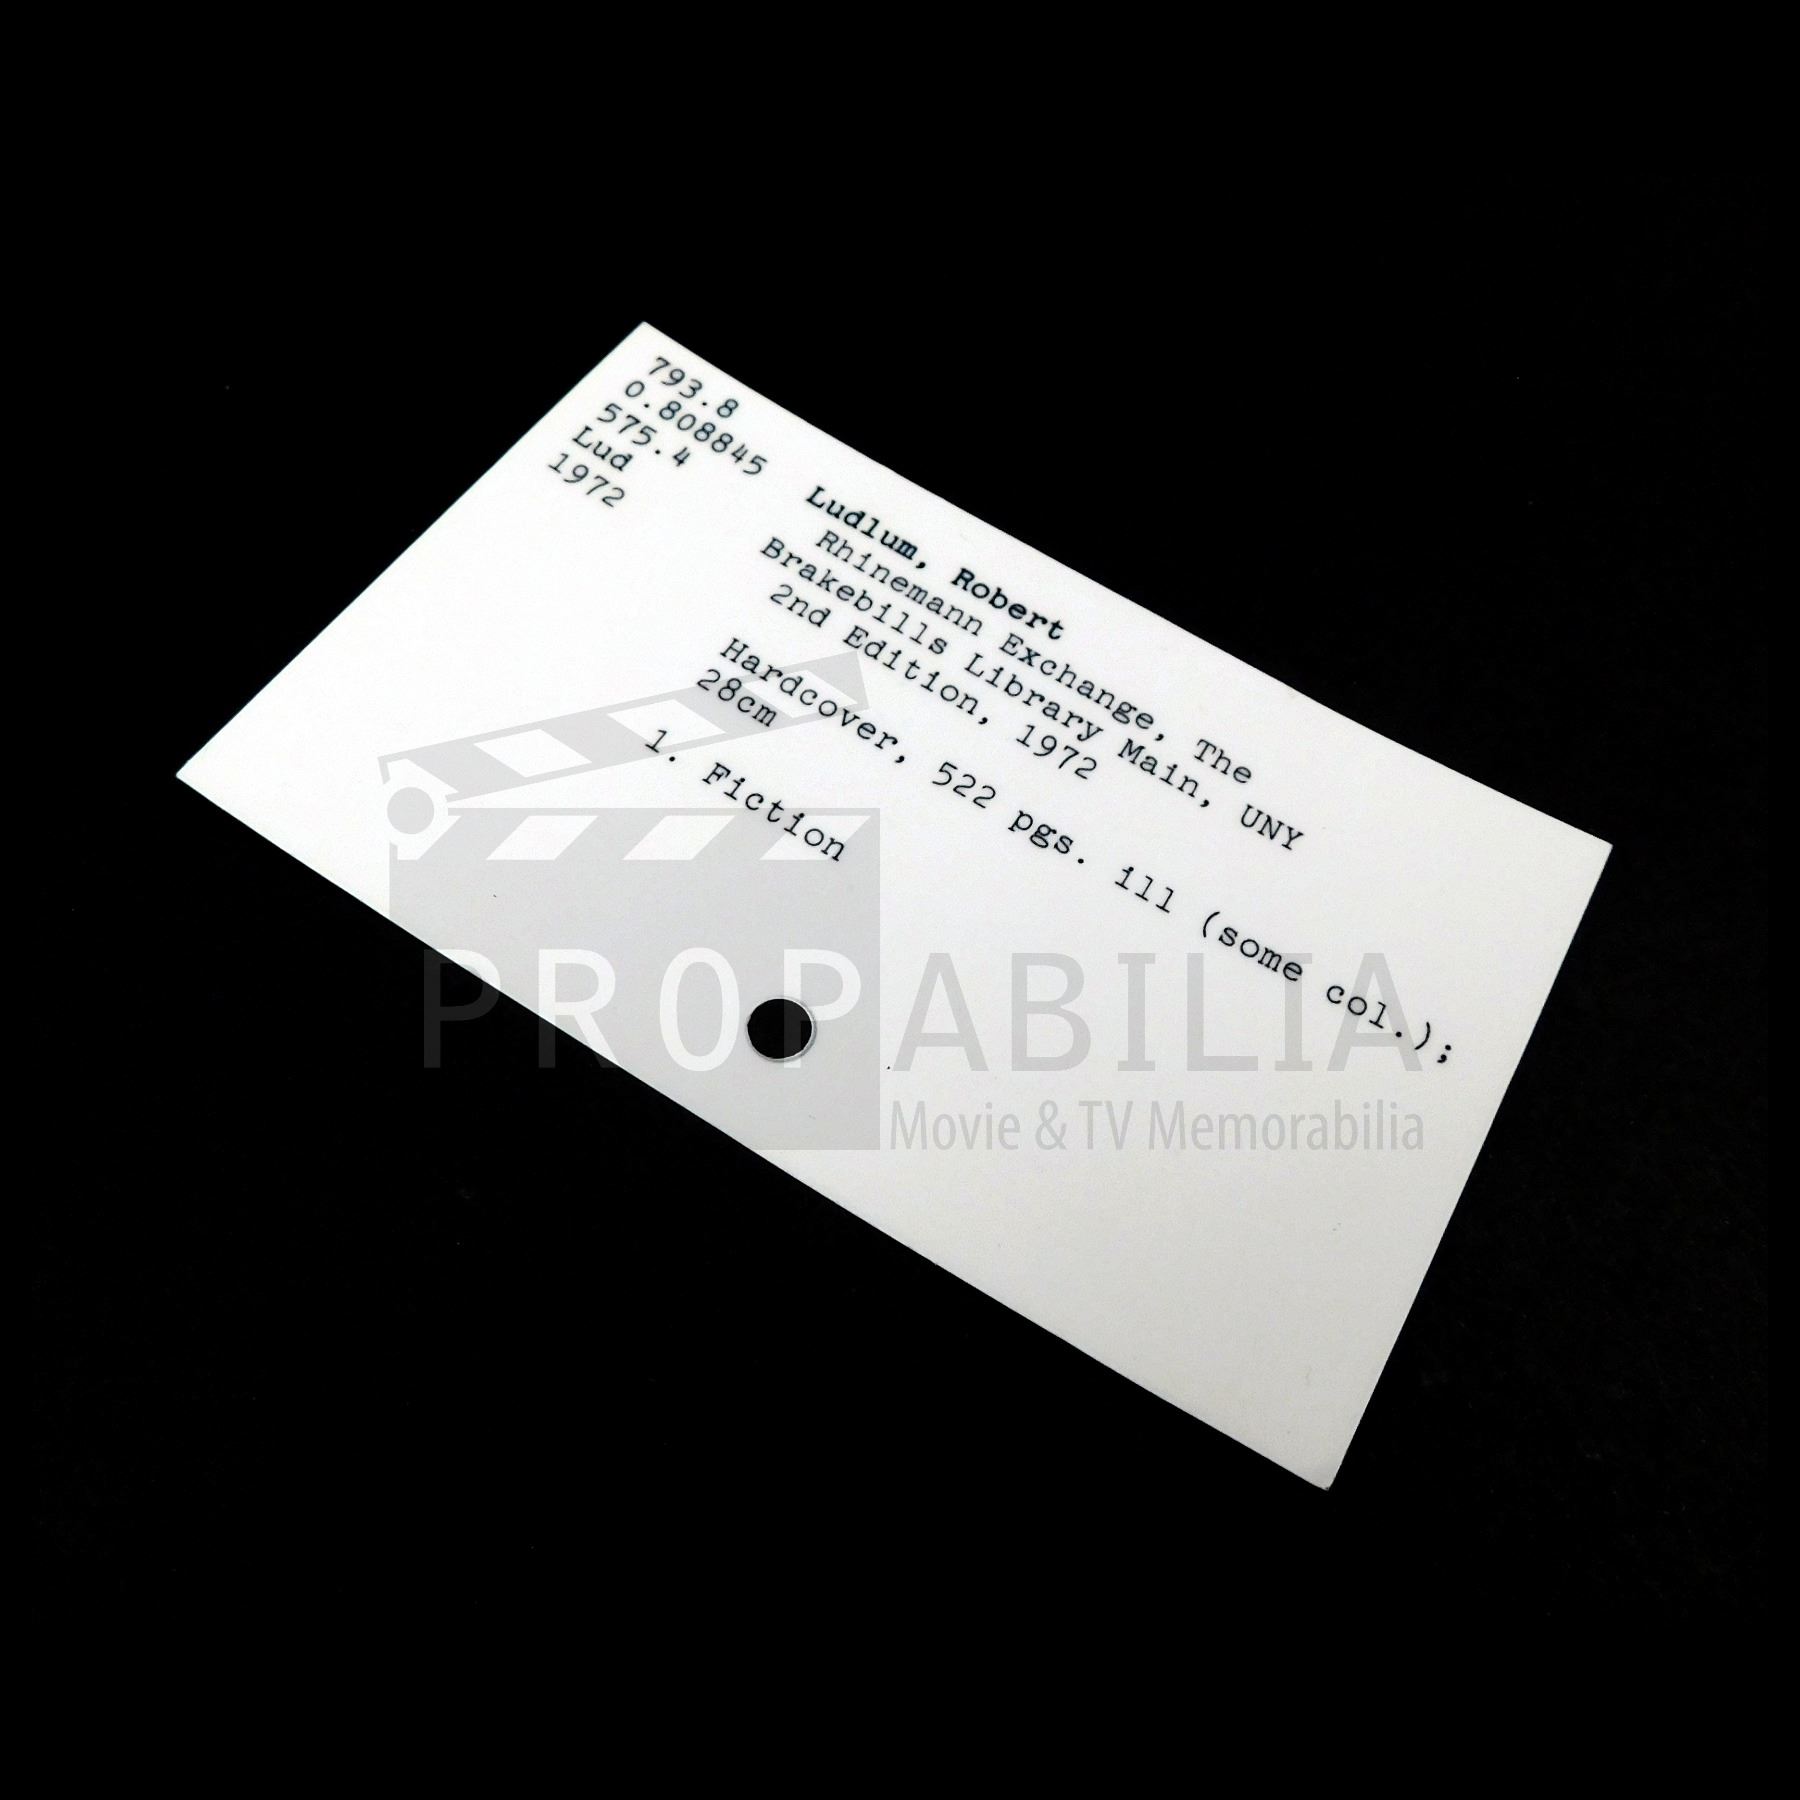 793.8
0.808845
575.4
Lud
1972
Ludlum, Robert
Rhinemann Exchange, The
Brakebills Library Main, UNY
2nd Edition, 1972
Hardcover, 522 pgs. ill (some col.);
28cm
1. Fiction
PROPABILIA
Movie & TV Memorabilia